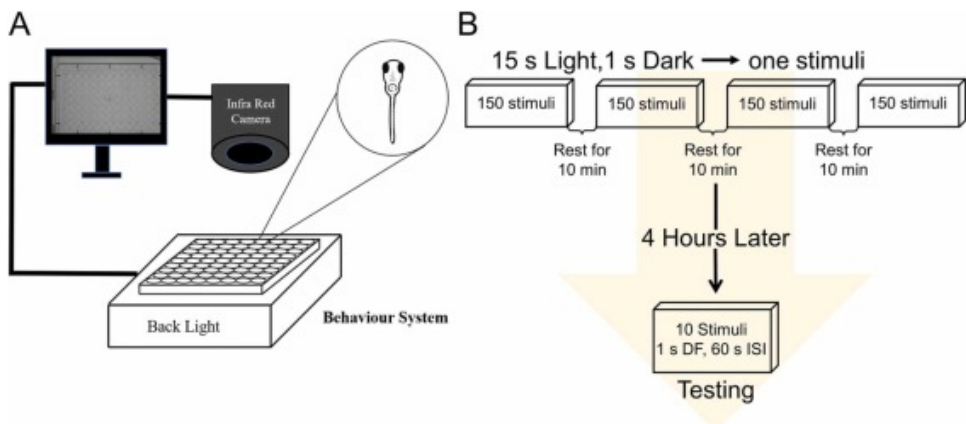 A
Infra Red
Camera
Back Light
Behaviour System
B
15 s Light,1 s Dark → one stimuli
150 stimuli
150 stimuli
150 stimuli
150 stimuli
Rest for
10 min
Rest for
10 min
Rest for
10 min
4 Hours Later
10 Stimuli
1 s DF, 60 s ISI
Testing